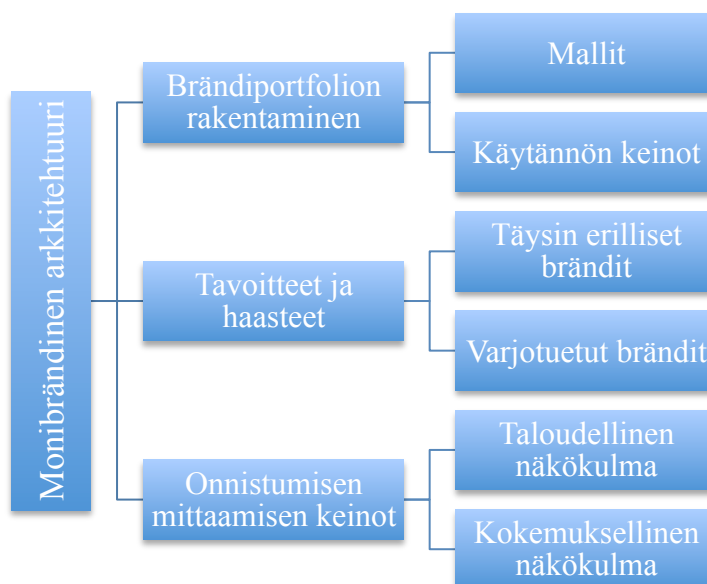 Monibrändinen arkkitehtuuri
Brändiportfolion
rakentaminen
Mallit
Käytännön keinot
Tavoitteet ja
haasteet
Täysin erilliset
brändit
Varjotuetut brändit
Onnistumisen
mittaamisen keinot
Taloudellinen
näkökulma
Kokemuksellinen
näkökulma